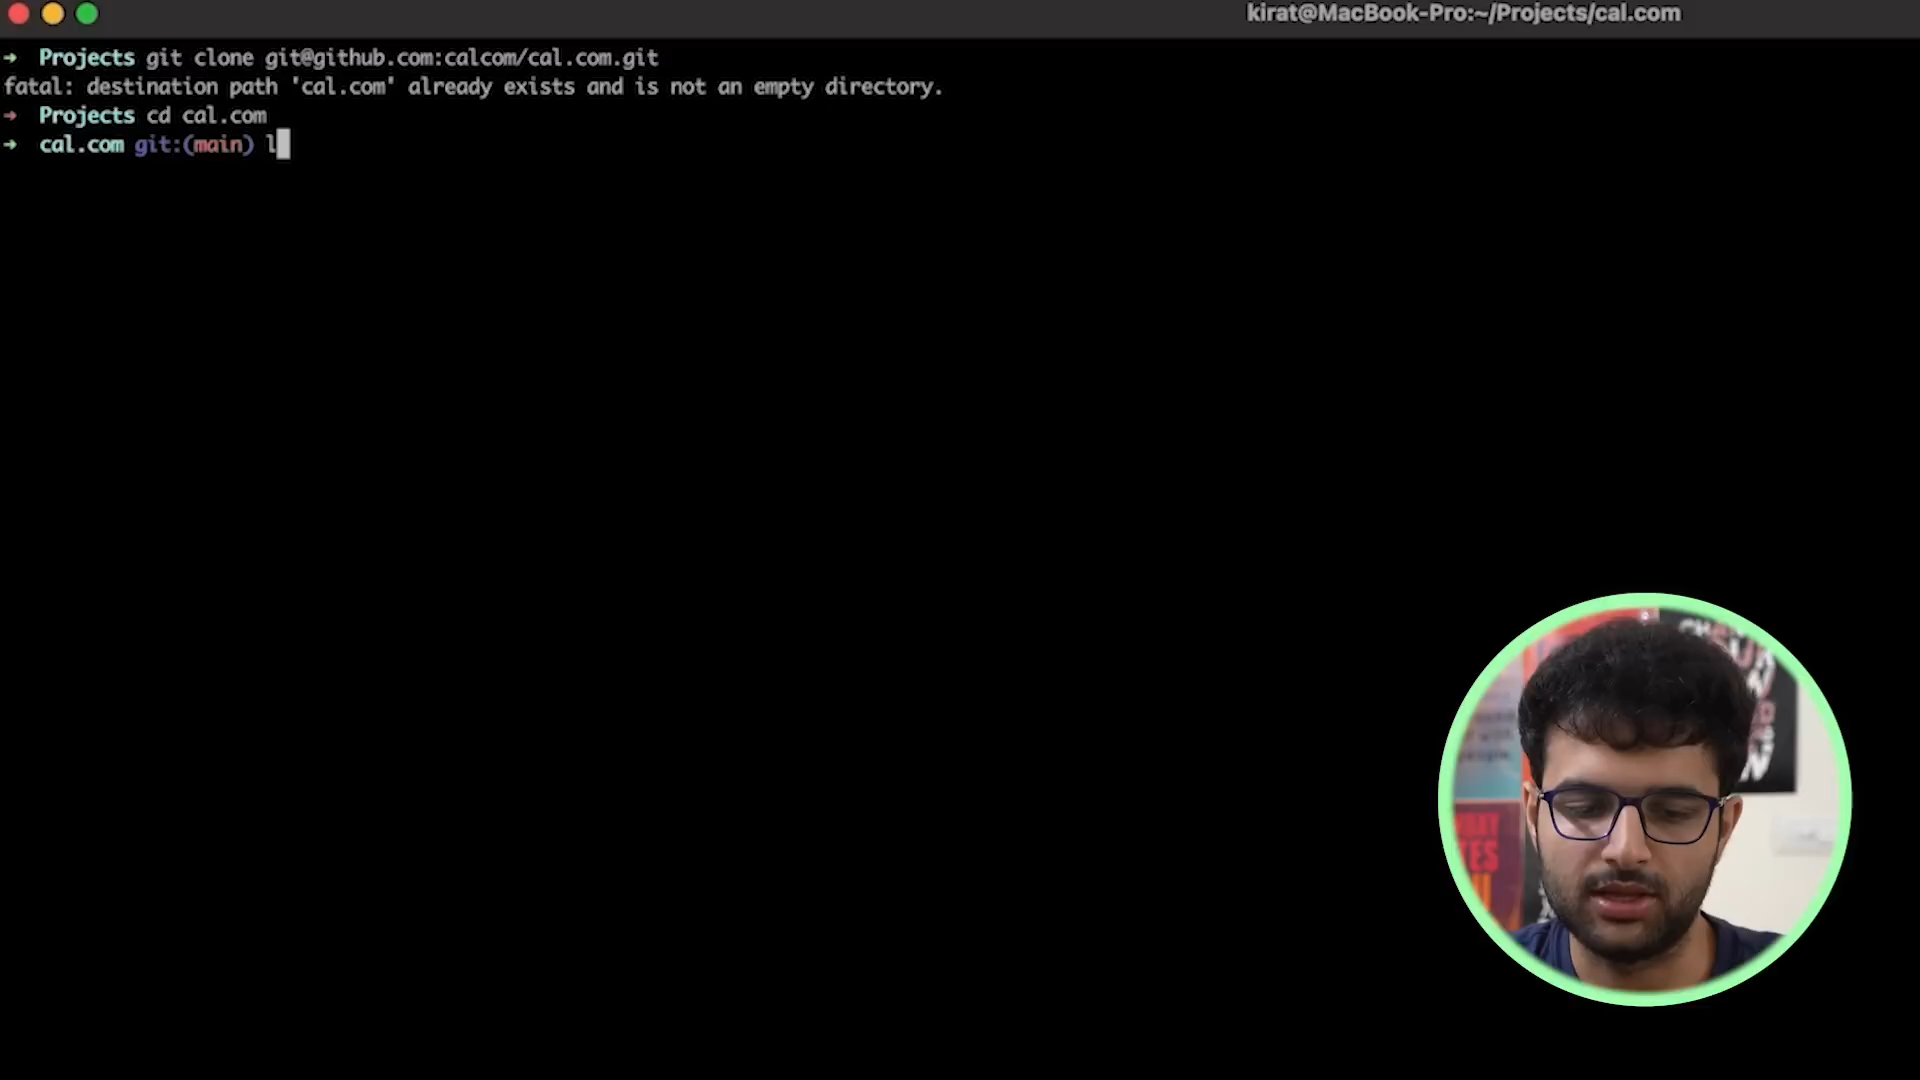 kirat@MacBook-Pro:~/Projects/cal.com
➜ Projects git clone git@github.com:calcom/cal.com.git
fatal: destination path 'cal.com' already exists and is not an empty directory.
➜ Projects cd cal.com
➜ cal.com git:(main) l